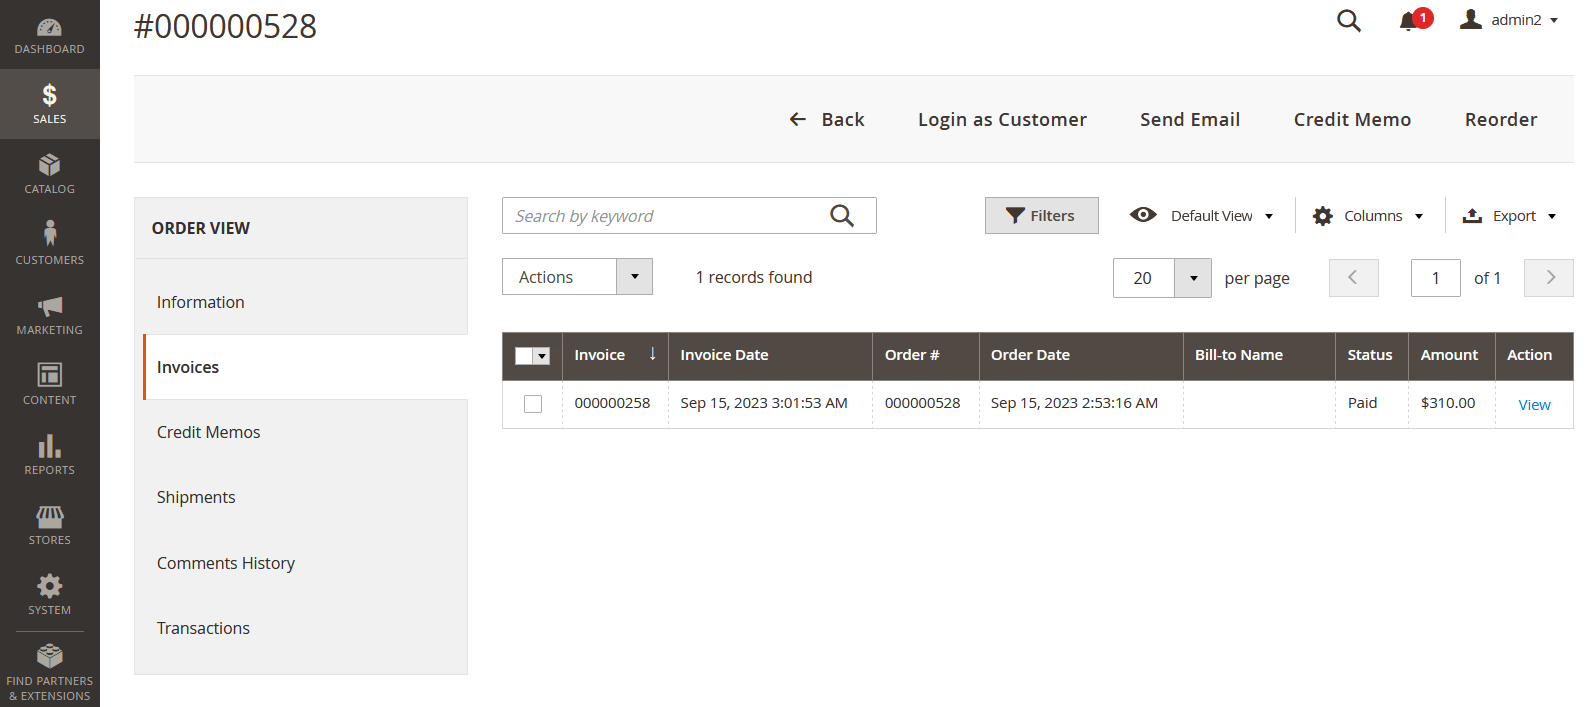 #000000528
1
admin2
DASHBOARD
SALES
CATALOG
CUSTOMERS
MARKETING
CONTENT
REPORTS
STORES
SYSTEM
FIND PARTNERS
& EXTENSIONS
Back Login as Customer Send Email Credit Memo Reorder
ORDER VIEW
Information
Invoices
Credit Memos
Shipments
Comments History
Transactions
Search by keyword
Filters Default View Columns Export
Actions 1 records found 20 per page 1 of 1
Invoice ↓ Invoice Date Order # Order Date Bill-to Name Status Amount Action
000000258 Sep 15, 2023 3:01:53 AM 000000528 Sep 15, 2023 2:53:16 AM Paid $310.00 View